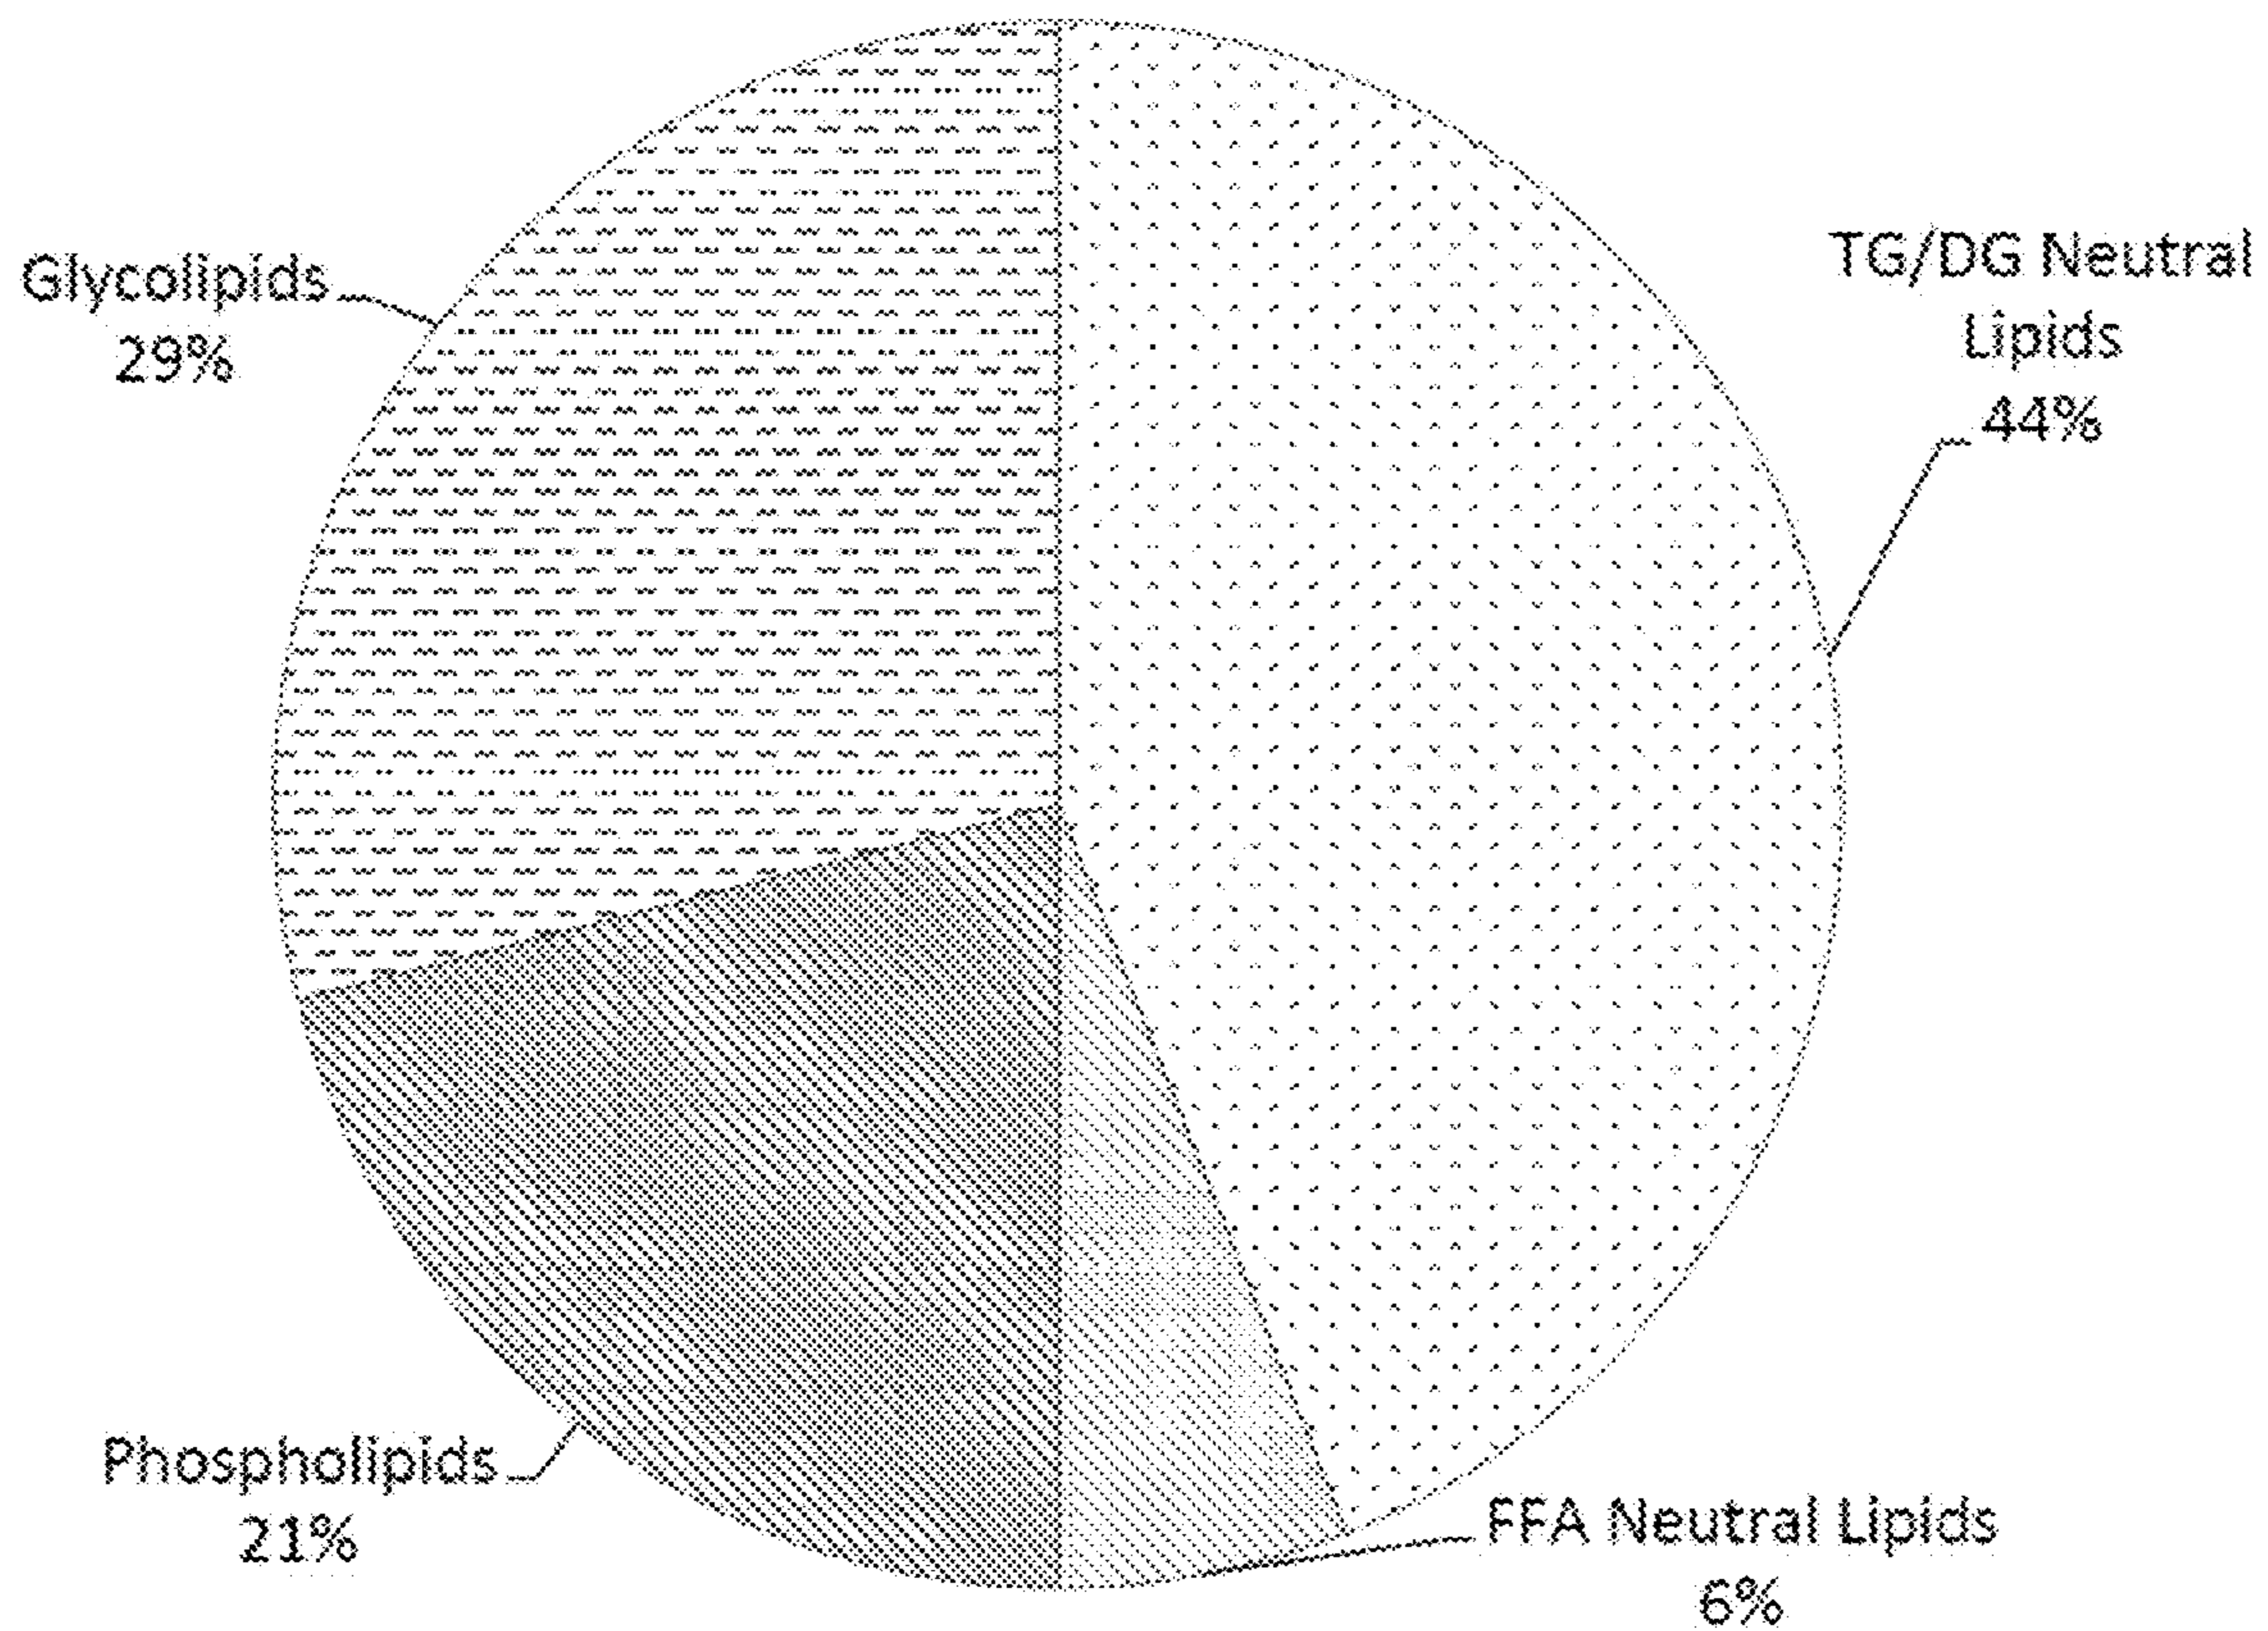 Glycolipids
29%
TG/DG Neutral
Lipids
44%
Phospholipids
21%
FFA Neutral Lipids
6%